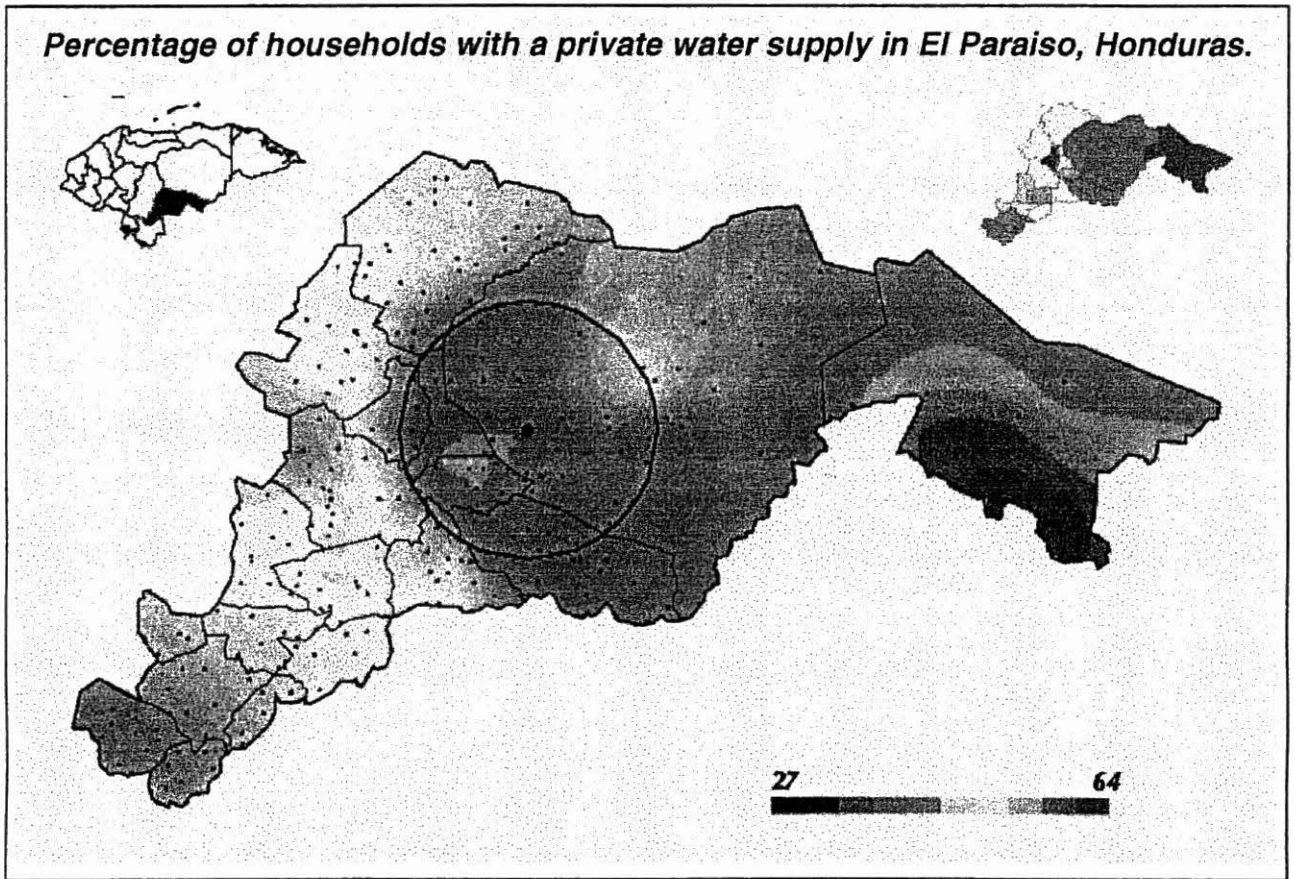 Percentage of households with a private water supply in El Paraiso, Honduras.
27 64